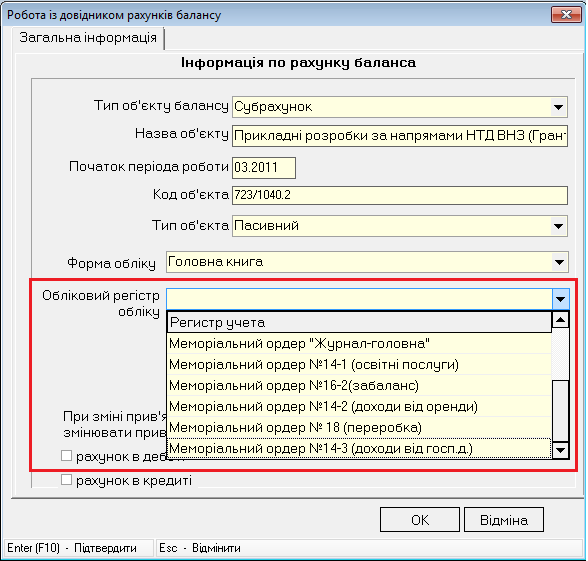 Робота із довідником рахунків балансу
Загальна інформація
Інформація по рахунку баланса
Тип об'єкту балансу Субрахунок
Назва об'єкту Прикладні розробки за напрямами НТД ВНЗ (Грант
Початок періода роботи 03.2011
Код об'єкта 723/1040.2
Тип об'єкта Пасивний
Форма обліку Головна книга
Обліковий регістр
обліку
Регистр учета
Меморіальний ордер "Журнал-головна"
Меморіальний ордер №14-1 (освітні послуги)
Меморіальний ордер №16-2(забаланс)
Меморіальний ордер №14-2 (доходи від оренди)
Меморіальний ордер № 18 (переробка)
Меморіальний ордер №14-3 (доходи від госп.д.)
При зміні прив'я
змінювати прив
рахунок в деб
рахунок в кредиті
OK Відміна
Enter (F10) - Підтвердити Esc - Відмінити